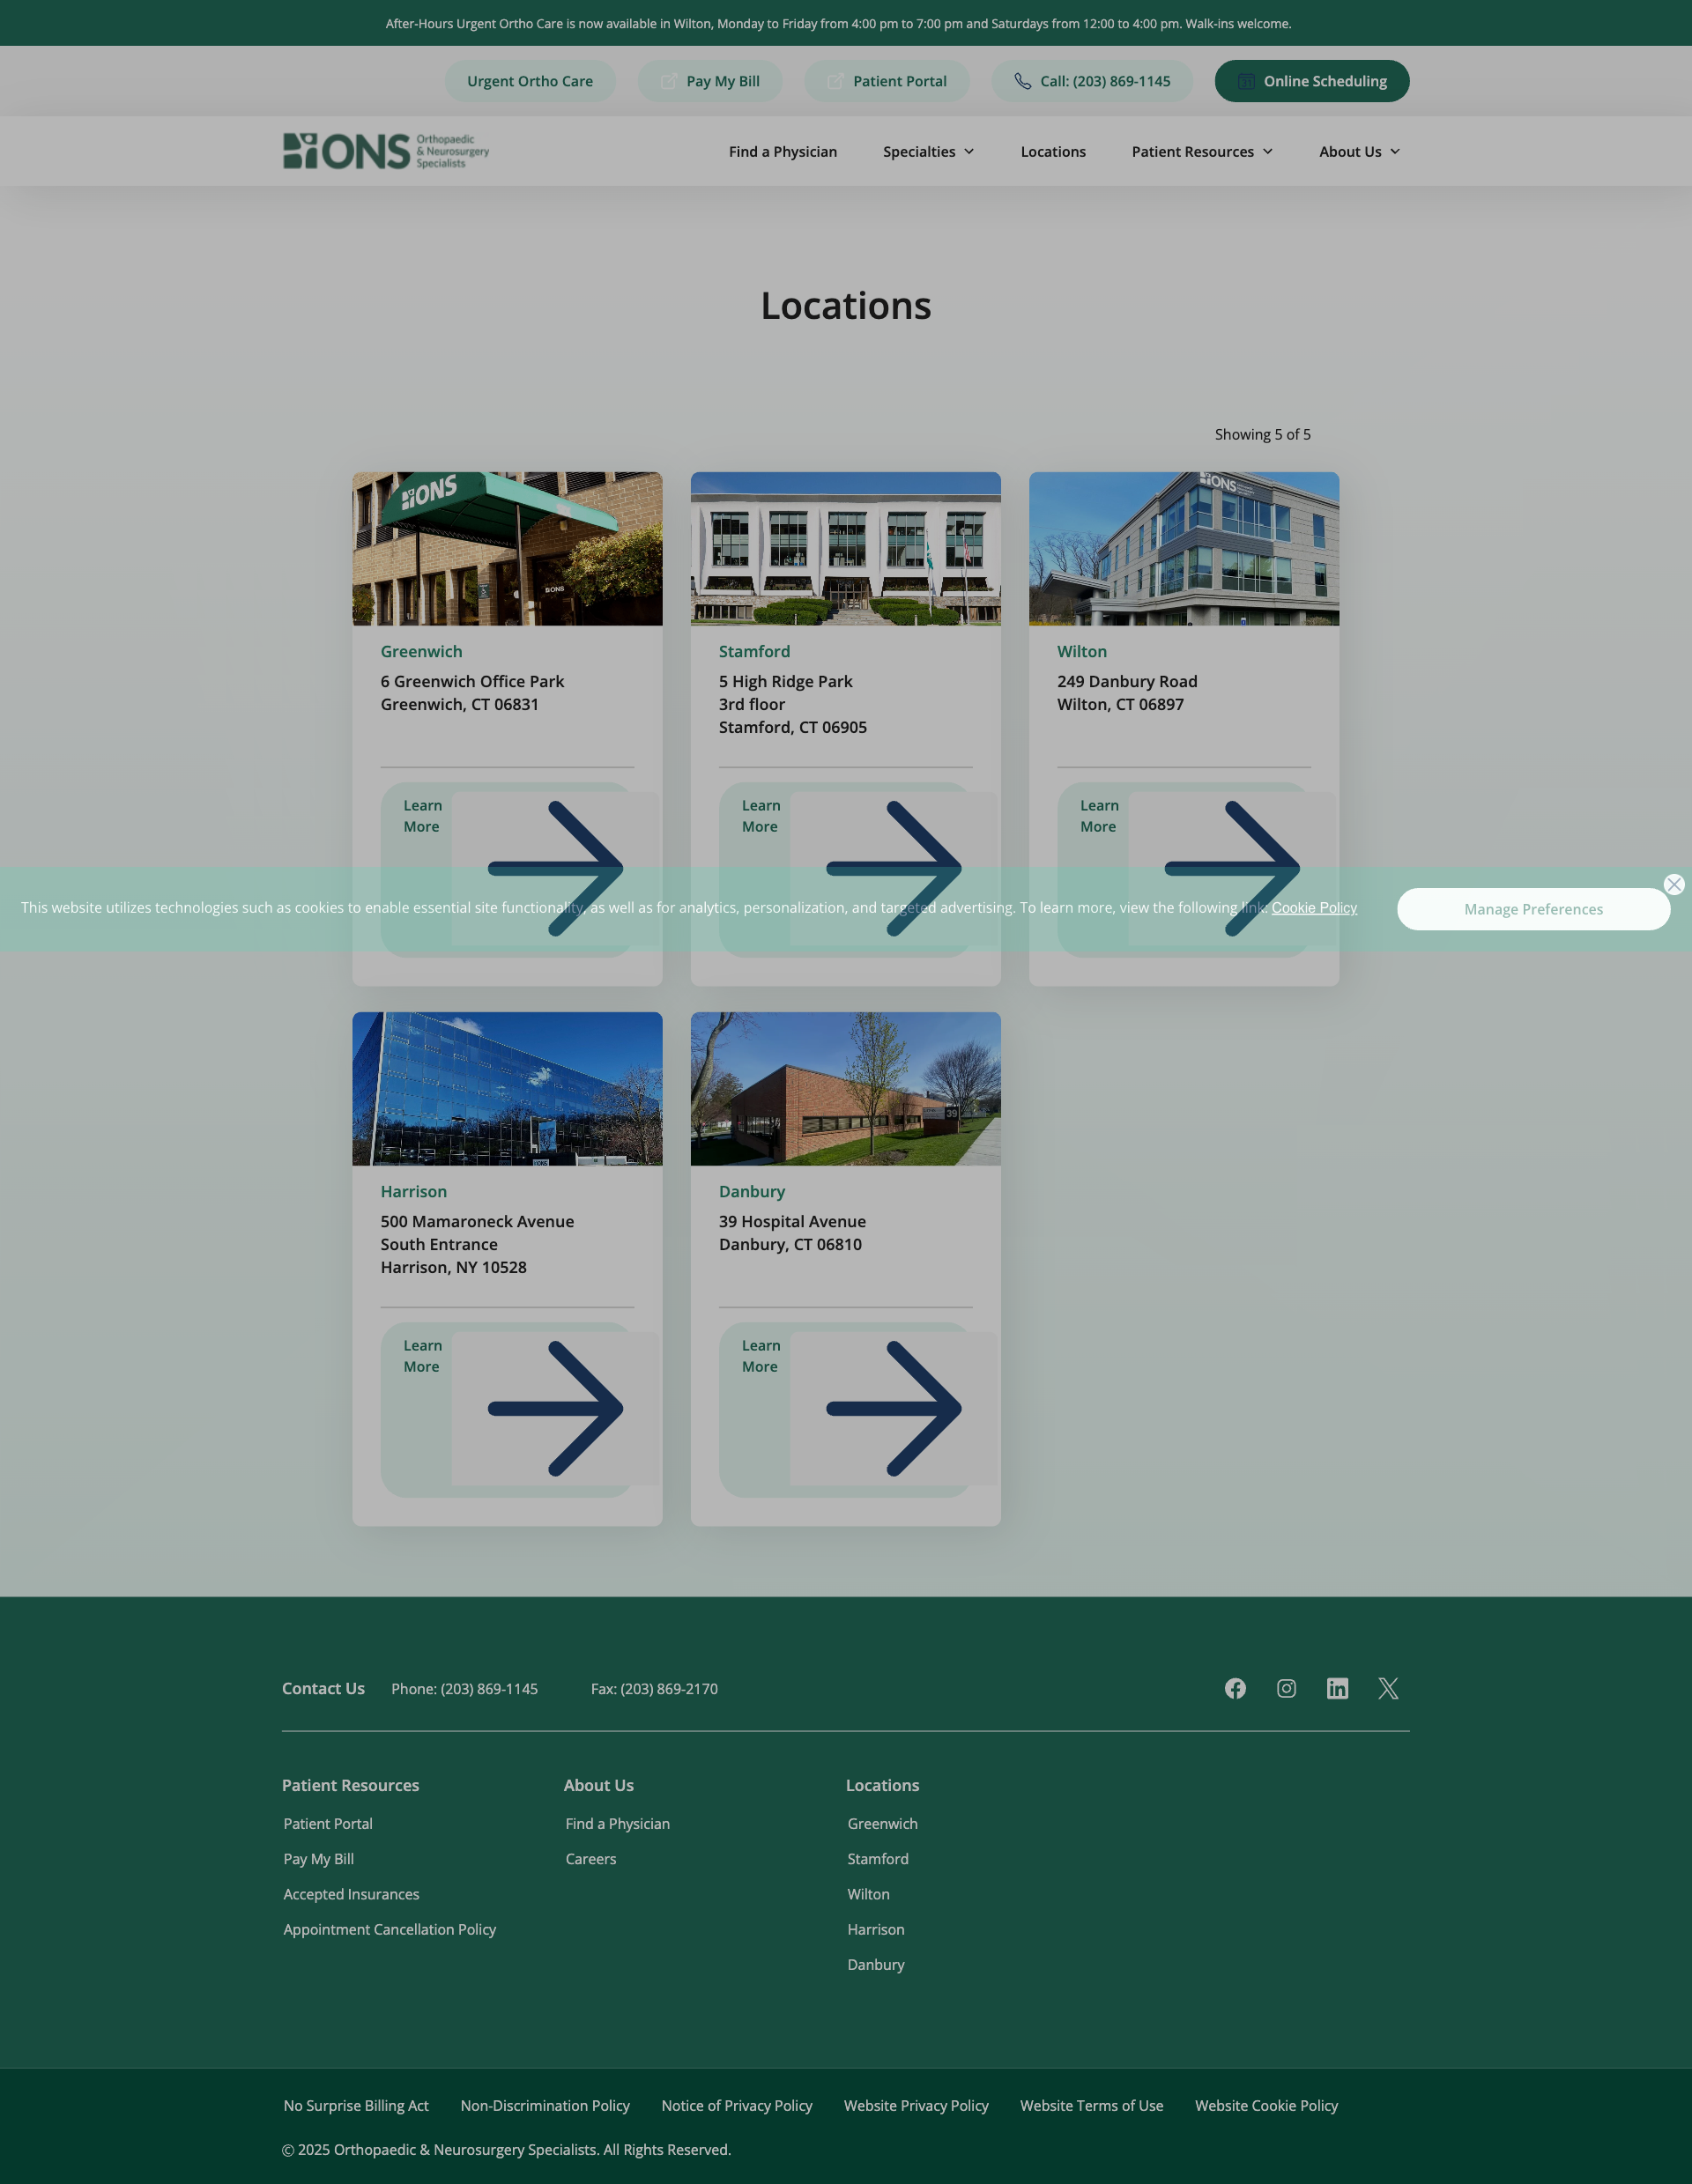 After-Hours Urgent Ortho Care is now available in Wilton, Monday to Friday from 4:00 pm to 7:00 pm and Saturdays from 12:00 to 4:00 pm. Walk-ins welcome.
Urgent Ortho Care
Pay My Bill
Patient Portal
Call: (203) 869-1145
Online Scheduling
ONS Orthopaedic
& Neurosurgery
Specialists
Find a Physician
Specialties
Locations
Patient Resources
About Us
Locations
Showing 5 of 5
ONS
ONS
Greenwich
6 Greenwich Office Park
Greenwich, CT 06831
Learn
More
Stamford
5 High Ridge Park
3rd floor
Stamford, CT 06905
Learn
More
ONS
Wilton
249 Danbury Road
Wilton, CT 06897
Learn
More
This website utilizes technologies such as cookies to enable essential site functionality, as well as for analytics, personalization, and targeted advertising. To learn more, view the following link: Cookie Policy
Manage Preferences
ONS
Harrison
500 Mamaroneck Avenue
South Entrance
Harrison, NY 10528
Learn
More
39
Danbury
39 Hospital Avenue
Danbury, CT 06810
Learn
More
Contact Us
Phone: (203) 869-1145
Fax: (203) 869-2170
Patient Resources
Patient Portal
Pay My Bill
Accepted Insurances
Appointment Cancellation Policy
About Us
Find a Physician
Careers
Locations
Greenwich
Stamford
Wilton
Harrison
Danbury
No Surprise Billing Act
Non-Discrimination Policy
Notice of Privacy Policy
Website Privacy Policy
Website Terms of Use
Website Cookie Policy
© 2025 Orthopaedic & Neurosurgery Specialists. All Rights Reserved.